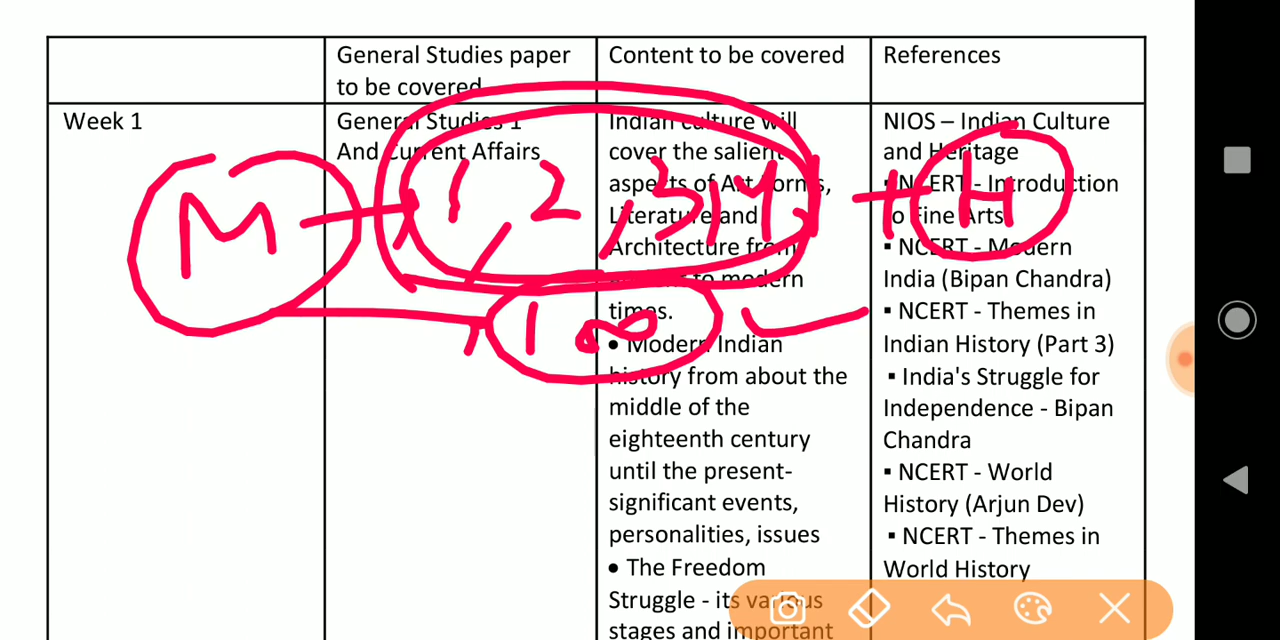 General Studies paper
to be covered
Content to be covered
References
Week 1
General Studies 1
And Current Affairs
Indian culture will
cover the salient
aspects of Art Forms,
Literature and
Architecture from
to modern
times.
• Modern Indian
history from about the
middle of the
eighteenth century
until the present-
significant events,
personalities, issues
• The Freedom
Struggle - its various
stages and important
NIOS – Indian Culture
and Heritage
▪ NCERT - Introduction
to Fine Arts
▪ NCERT - Modern
India (Bipan Chandra)
▪ NCERT - Themes in
Indian History (Part 3)
▪ India's Struggle for
Independence - Bipan
Chandra
▪ NCERT - World
History (Arjun Dev)
▪ NCERT - Themes in
World History
M 1, 2, 3, 4 + H
100